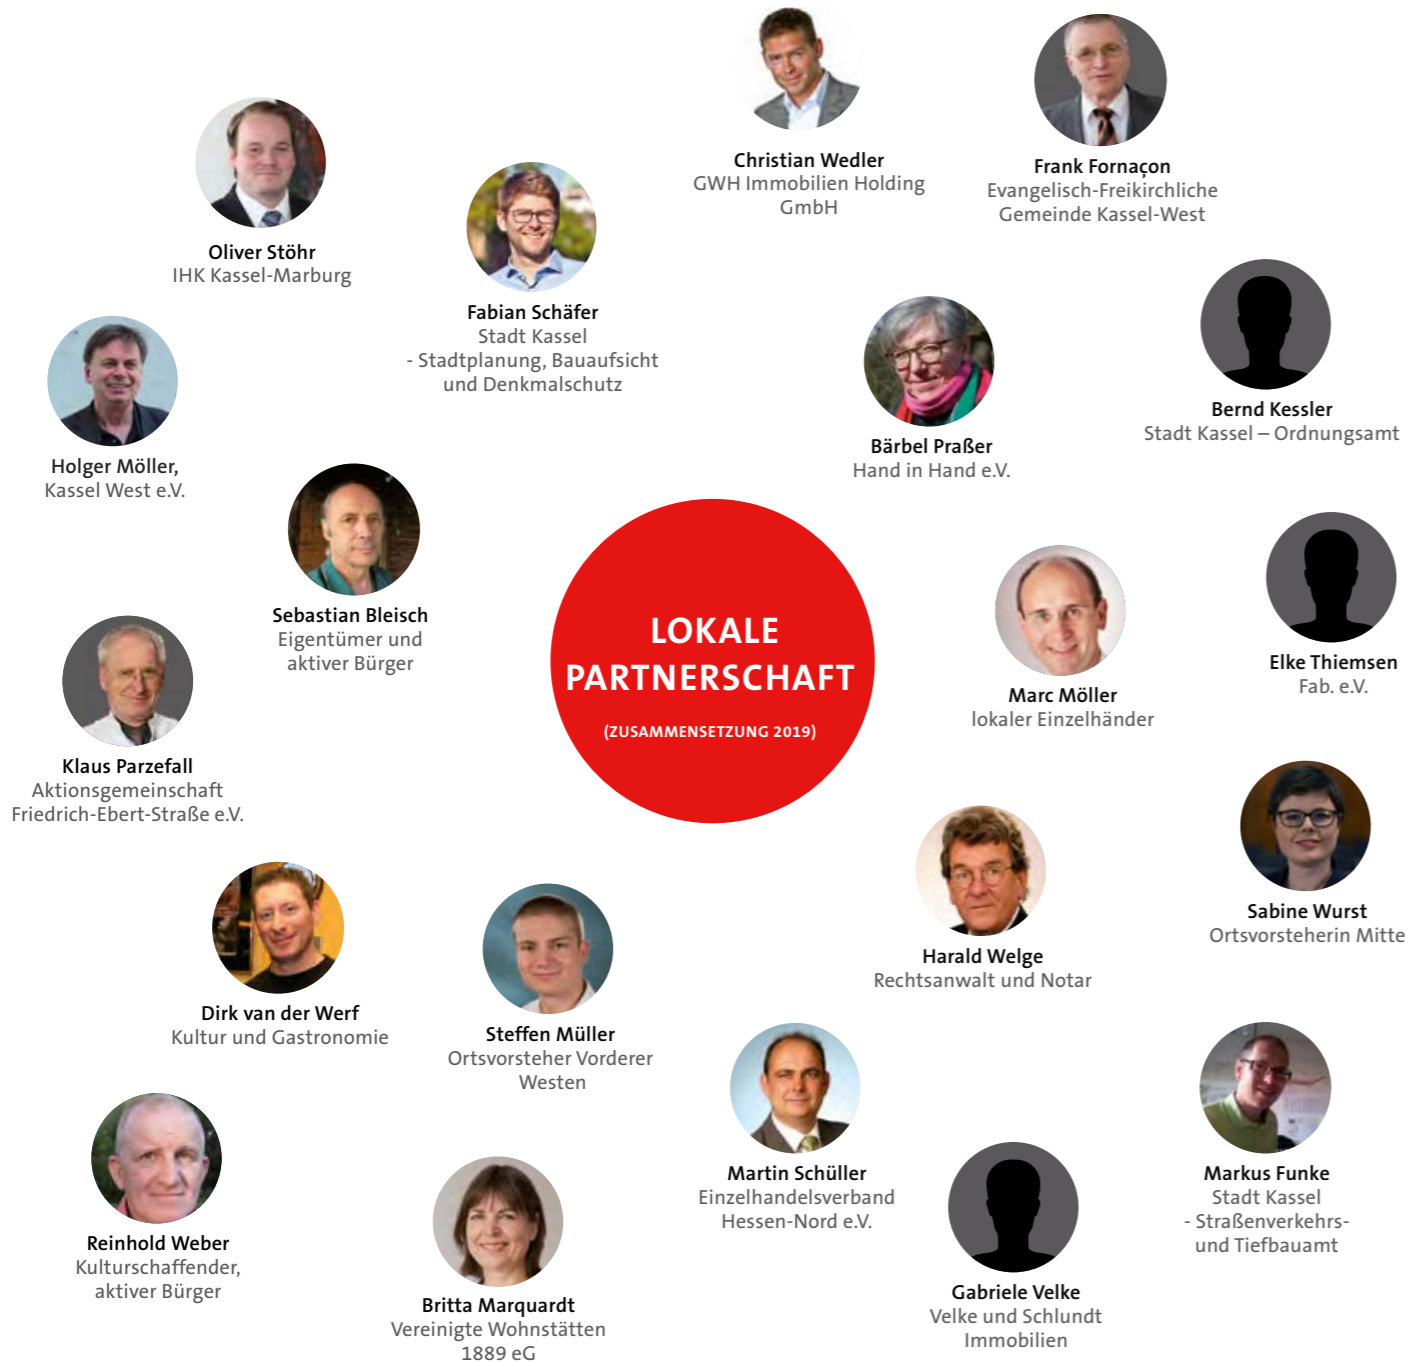 Christian Wedler
GWH Immobilien Holding
GmbH
Frank Fornaçon
Evangelisch-Freikirchliche
Gemeinde Kassel-West
Oliver Stöhr
IHK Kassel-Marburg
Fabian Schäfer
Stadt Kassel
- Stadtplanung, Bauaufsicht
und Denkmalschutz
Bernd Kessler
Stadt Kassel – Ordnungsamt
Bärbel Praßer
Hand in Hand e.V.
Holger Möller,
Kassel West e.V.
Sebastian Bleisch
Eigentümer und
aktiver Bürger
LOKALE
PARTNERSCHAFT
(ZUSAMMENSETZUNG 2019)
Marc Möller
lokaler Einzelhänder
Elke Thiemsen
Fab. e.V.
Klaus Parzefall
Aktionsgemeinschaft
Friedrich-Ebert-Straße e.V.
Sabine Wurst
Ortsvorsteherin Mitte
Harald Welge
Rechtsanwalt und Notar
Dirk van der Werf
Kultur und Gastronomie
Steffen Müller
Ortsvorsteher Vorderer
Westen
Martin Schüller
Einzelhandelsverband
Hessen-Nord e.V.
Markus Funke
Stadt Kassel
- Straßenverkehrs-
und Tiefbauamt
Reinhold Weber
Kulturschaffender,
aktiver Bürger
Britta Marquardt
Vereinigte Wohnstätten
1889 eG
Gabriele Velke
Velke und Schlundt
Immobilien